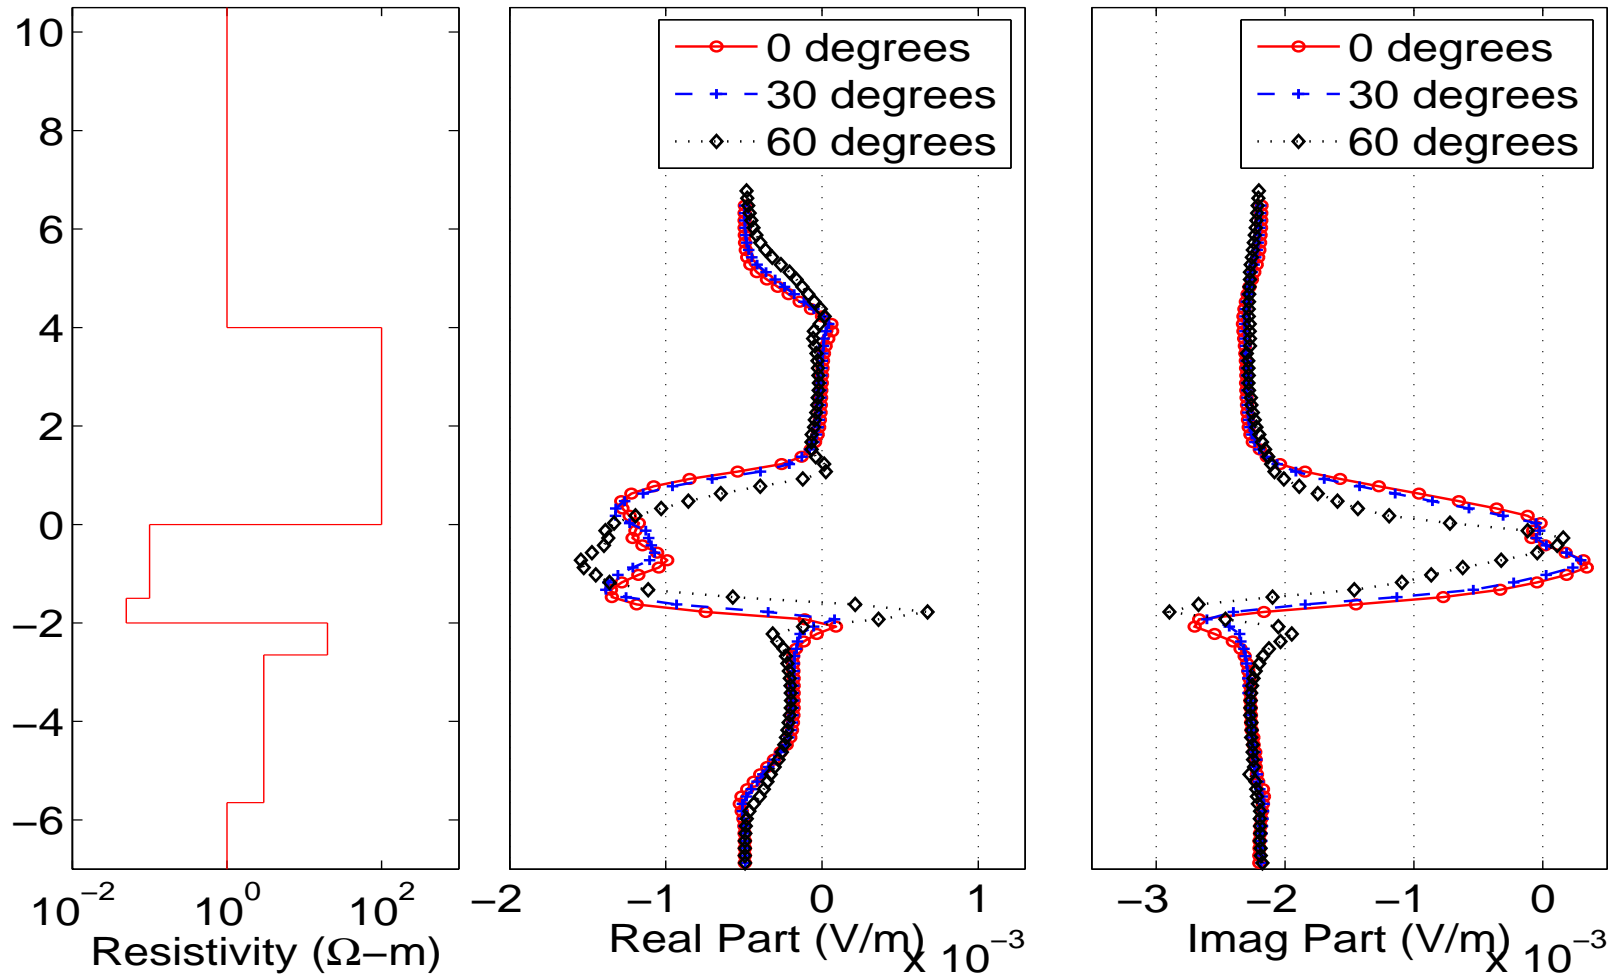 10
8
6
4
2
0
−2
−4
−6
10^−2
10^0
10^2
Resistivity (Ω−m)
0 degrees
30 degrees
60 degrees
−2
−1
0
1
Real Part (V/m)
x 10^−3
0 degrees
30 degrees
60 degrees
−3
−2
−1
0
Imag Part (V/m)
x 10^−3